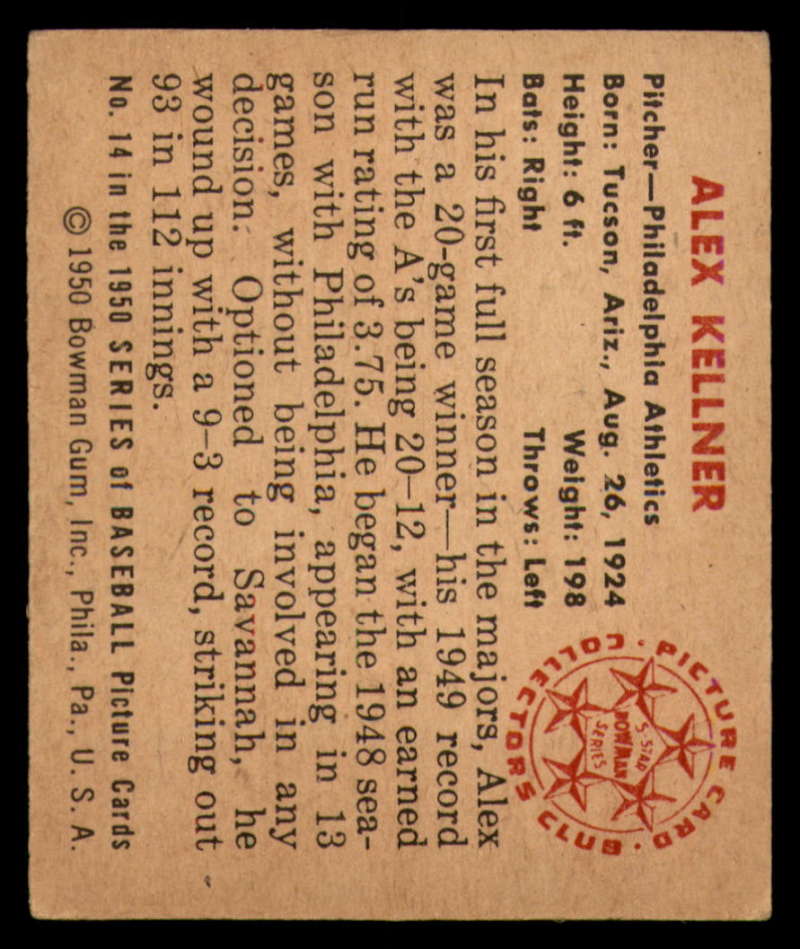 ALEX KELLNER
Pitcher—Philadelphia Athletics
Born: Tucson, Ariz., Aug. 26, 1924
Height: 6 ft. Weight: 198
Bats: Right Throws: Left
PICTURE CARD COLLECTORS CLUB
5-STAR
BOWMAN
SERIES
In his first full season in the majors, Alex
was a 20-game winner—his 1949 record
with the A's being 20–12, with an earned
run rating of 3.75. He began the 1948 sea-
son with Philadelphia, appearing in 13
games, without being involved in any
decision. Optioned to Savannah, he
wound up with a 9–3 record, striking out
93 in 112 innings.
No. 14 in the 1950 SERIES of BASEBALL Picture Cards
© 1950 Bowman Gum, Inc., Phila., Pa., U. S. A.